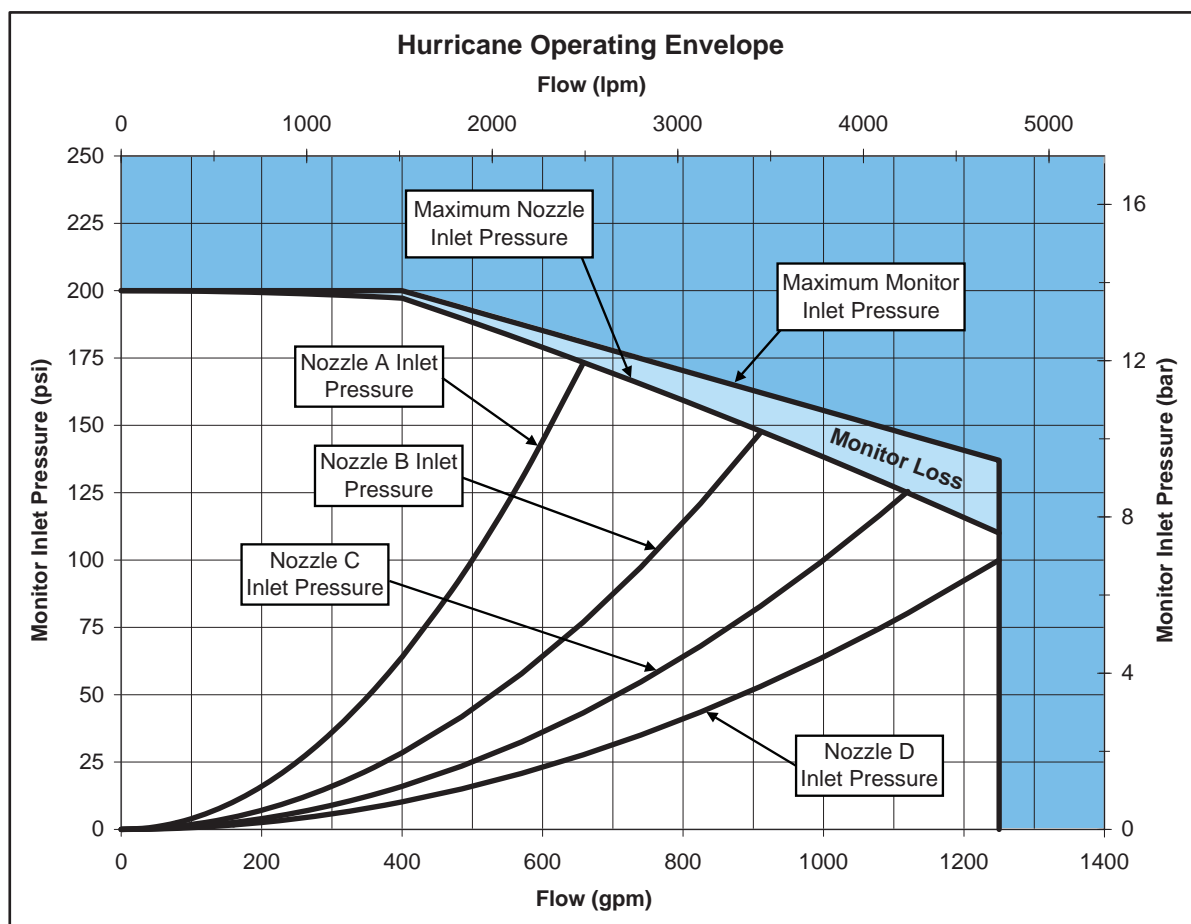 Hurricane Operating Envelope
Flow (lpm)
0 1000 2000 3000 4000 5000
250
225
200
175
150
125
100
75
50
25
0
Monitor Inlet Pressure (psi)
Maximum Nozzle
Inlet Pressure
Maximum Monitor
Inlet Pressure
Nozzle A Inlet
Pressure
Nozzle B Inlet
Pressure
Monitor Loss
Nozzle C
Inlet Pressure
Nozzle D
Inlet Pressure
16
12
8
4
0
Monitor Inlet Pressure (bar)
0 200 400 600 800 1000 1200 1400
Flow (gpm)